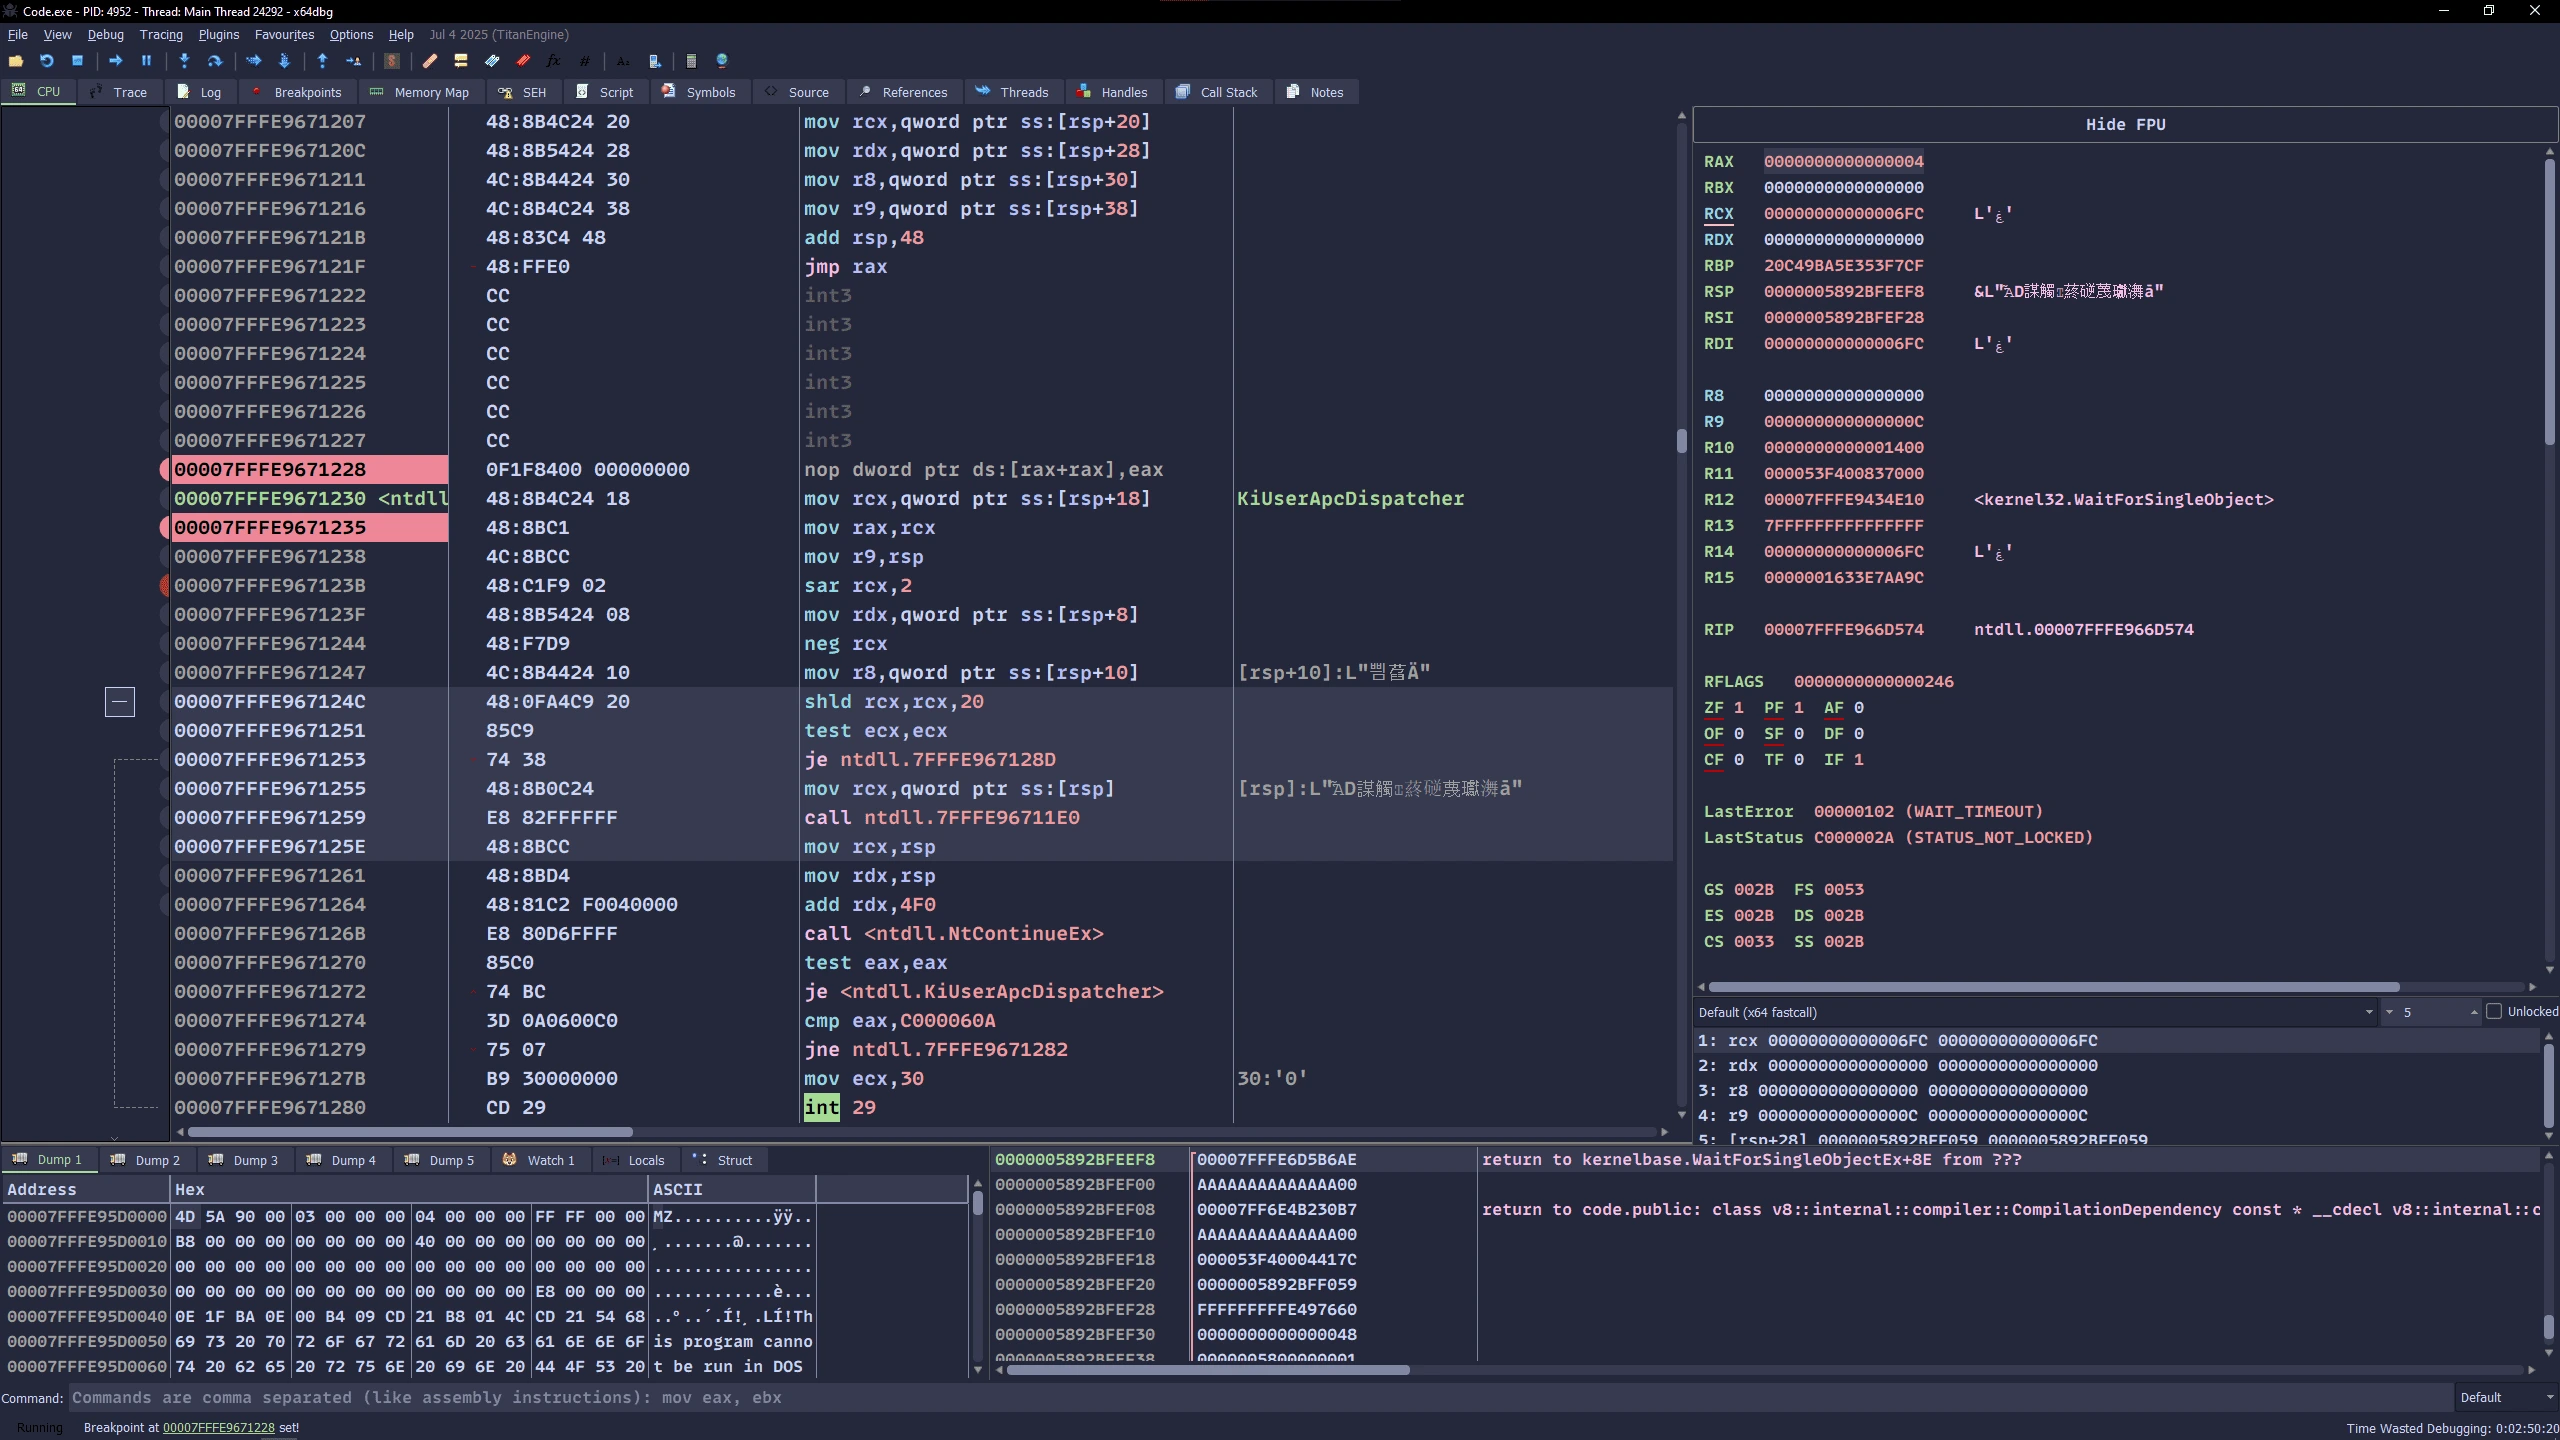 Code.exe - PID: 4952 - Thread: Main Thread 24292 - x64dbg
File View Debug Tracing Plugins Favourites Options Help Jul 4 2025 (TitanEngine)
CPU Trace Log Breakpoints Memory Map SEH Script Symbols Source References Threads Handles Call Stack Notes
00007FFFE9671207 48:8B4C24 20 mov rcx,qword ptr ss:[rsp+20]
00007FFFE967120C 48:8B5424 28 mov rdx,qword ptr ss:[rsp+28]
00007FFFE9671211 4C:8B4424 30 mov r8,qword ptr ss:[rsp+30]
00007FFFE9671216 4C:8B4C24 38 mov r9,qword ptr ss:[rsp+38]
00007FFFE967121B 48:83C4 48 add rsp,48
00007FFFE967121F 48:FFE0 jmp rax
00007FFFE9671222 CC int3
00007FFFE9671223 CC int3
00007FFFE9671224 CC int3
00007FFFE9671225 CC int3
00007FFFE9671226 CC int3
00007FFFE9671227 CC int3
00007FFFE9671228 0F1F8400 00000000 nop dword ptr ds:[rax+rax],eax
00007FFFE9671230 <ntdll 48:8B4C24 18 mov rcx,qword ptr ss:[rsp+18] KiUserApcDispatcher
00007FFFE9671235 48:8BC1 mov rax,rcx
00007FFFE9671238 4C:8BCC mov r9,rsp
00007FFFE967123B 48:C1F9 02 sar rcx,2
00007FFFE967123F 48:8B5424 08 mov rdx,qword ptr ss:[rsp+8]
00007FFFE9671244 48:F7D9 neg rcx
00007FFFE9671247 4C:8B4424 10 mov r8,qword ptr ss:[rsp+10]
00007FFFE967124C 48:0FA4C9 20 shld rcx,rcx,20
00007FFFE9671251 85C9 test ecx,ecx
00007FFFE9671253 74 38 je ntdll.7FFFE967128D
00007FFFE9671255 48:8B0C24 mov rcx,qword ptr ss:[rsp]
00007FFFE9671259 E8 82FFFFFF call ntdll.7FFFE96711E0
00007FFFE967125E 48:8BCC mov rcx,rsp
00007FFFE9671261 48:8BD4 mov rdx,rsp
00007FFFE9671264 48:81C2 F0040000 add rdx,4F0
00007FFFE967126B E8 80D6FFFF call <ntdll.NtContinueEx>
00007FFFE9671270 85C0 test eax,eax
00007FFFE9671272 74 BC je <ntdll.KiUserApcDispatcher>
00007FFFE9671274 3D 0A0600C0 cmp eax,C000060A
00007FFFE9671279 75 07 jne ntdll.7FFFE9671282
00007FFFE967127B B9 30000000 mov ecx,30 30:'0'
00007FFFE9671280 CD 29 int 29
Hide FPU
RAX 0000000000000004
RBX 0000000000000000
RCX 00000000000006FC
RDX 0000000000000000
RBP 20C49BA5E353F7CF
RSP 0000005892BFEEF8
RSI 0000005892BFEF28
RDI 00000000000006FC
R8 0000000000000000
R9 000000000000000C
R10 0000000000001400
R11 000053F400837000
R12 00007FFFE9434E10 <kernel32.WaitForSingleObject>
R13 7FFFFFFFFFFFFFFF
R14 00000000000006FC
R15 0000001633E7AA9C
RIP 00007FFFE966D574 ntdll.00007FFFE966D574
RFLAGS 0000000000000246
ZF 1 PF 1 AF 0
OF 0 SF 0 DF 0
CF 0 TF 0 IF 1
LastError 00000102 (WAIT_TIMEOUT)
LastStatus C000002A (STATUS_NOT_LOCKED)
GS 002B FS 0053
ES 002B DS 002B
CS 0033 SS 002B
Default (x64 fastcall) 5 Unlocked
1: rcx 00000000000006FC 00000000000006FC
2: rdx 0000000000000000 0000000000000000
3: r8 0000000000000000 0000000000000000
4: r9 000000000000000C 000000000000000C
5: [rsp+28] 0000005892BFF059 0000005892BFF059
Dump 1 Dump 2 Dump 3 Dump 4 Dump 5 Watch 1 Locals Struct
Address Hex ASCII
00007FFFE95D0000 4D 5A 90 00 03 00 00 00 04 00 00 00 FF FF 00 00 MZ..........ÿÿ..
00007FFFE95D0010 B8 00 00 00 00 00 00 00 40 00 00 00 00 00 00 00 ¸.......@.......
00007FFFE95D0020 00 00 00 00 00 00 00 00 00 00 00 00 00 00 00 00 ................
00007FFFE95D0030 00 00 00 00 00 00 00 00 00 00 00 00 E8 00 00 00 ............è...
00007FFFE95D0040 0E 1F BA 0E 00 B4 09 CD 21 B8 01 4C CD 21 54 68 ..º..´.Í!¸.LÍ!Th
00007FFFE95D0050 69 73 20 70 72 6F 67 72 61 6D 20 63 61 6E 6E 6F is program canno
00007FFFE95D0060 74 20 62 65 20 72 75 6E 20 69 6E 20 44 4F 53 20 t be run in DOS
0000005892BFEEF8 00007FFFE6D5B6AE return to kernelbase.WaitForSingleObjectEx+8E from ???
0000005892BFEF00 AAAAAAAAAAAAAA00
0000005892BFEF08 00007FF6E4B230B7 return to code.public: class v8::internal::compiler::CompilationDependency const * __cdecl v8::internal::c
0000005892BFEF10 AAAAAAAAAAAAAA00
0000005892BFEF18 000053F40004417C
0000005892BFEF20 0000005892BFF059
0000005892BFEF28 FFFFFFFFFE497660
0000005892BFEF30 0000000000000048
0000005892BFEF38 0000005800000001
Command: Commands are comma separated (like assembly instructions): mov eax, ebx Default
Running Breakpoint at 00007FFFE9671228 set! Time Wasted Debugging: 0:02:50:20